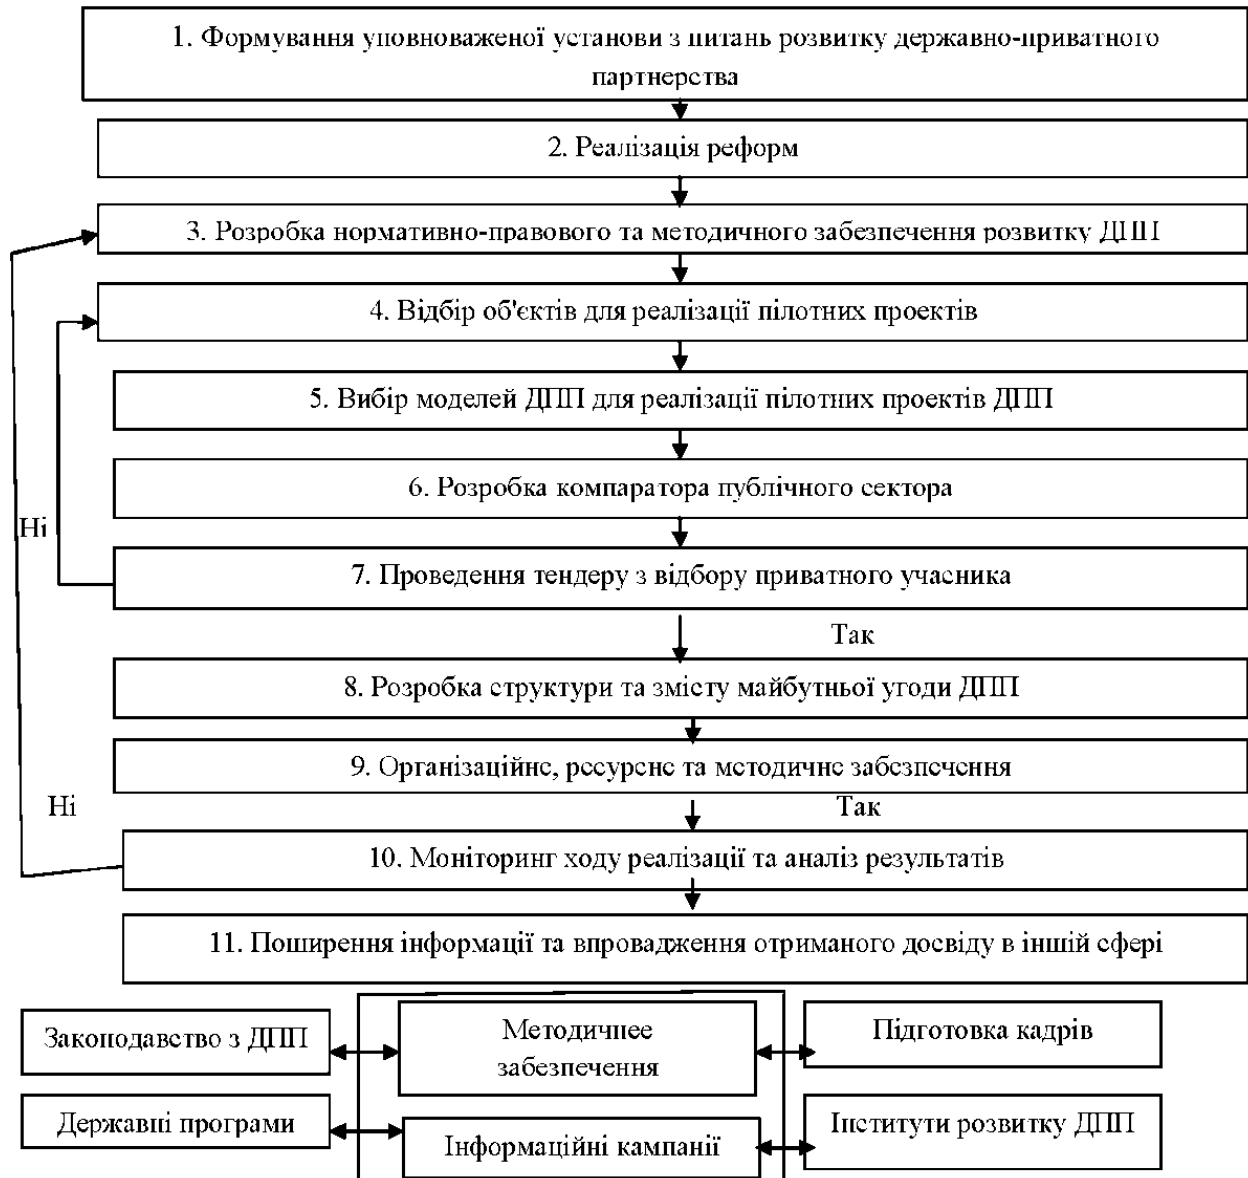 1. Формування уповноваженої установи з питань розвитку державно-приватного
партнерства
2. Реалізація реформ
3. Розробка нормативно-правового та методичного забезпечення розвитку ДПП
4. Відбір об'єктів для реалізації пілотних проектів
5. Вибір моделей ДПП для реалізації пілотних проектів ДПП
6. Розробка компаратора публічного сектора
Ні
7. Проведення тендеру з відбору приватного учасника
Так
8. Розробка структури та змісту майбутньої угоди ДПП
9. Організаційне, ресурсне та методичне забезпечення
Ні
Так
10. Моніторинг ходу реалізації та аналіз результатів
11. Поширення інформації та впровадження отриманого досвіду в іншій сфері
Законодавство з ДПП
Методичнее
забезпечення
Підготовка кадрів
Державні програми
Інформаційні кампанії
Інститути розвитку ДПП